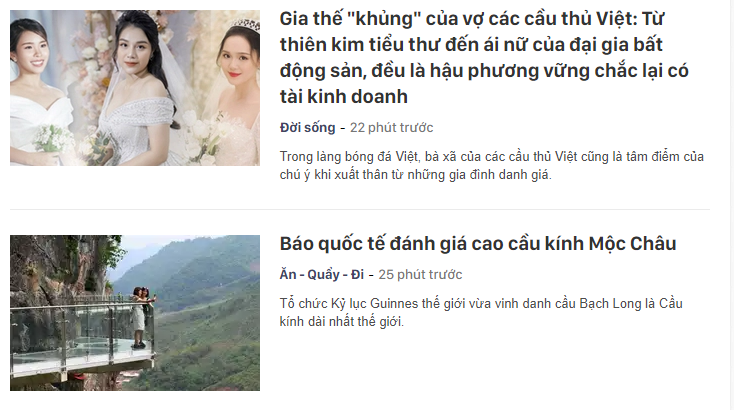 Gia thế "khủng" của vợ các cầu thủ Việt: Từ
thiên kim tiểu thư đến ái nữ của đại gia bất
động sản, đều là hậu phương vững chắc lại có
tài kinh doanh
Đời sống - 22 phút trước
Trong làng bóng đá Việt, bà xã của các cầu thủ Việt cũng là tâm điểm của
chú ý khi xuất thân từ những gia đình danh giá.
Báo quốc tế đánh giá cao cầu kính Mộc Châu
Ăn - Quẩy - Đi - 25 phút trước
Tổ chức Kỷ lục Guinnes thế giới vừa vinh danh cầu Bạch Long là Cầu
kính dài nhất thế giới.